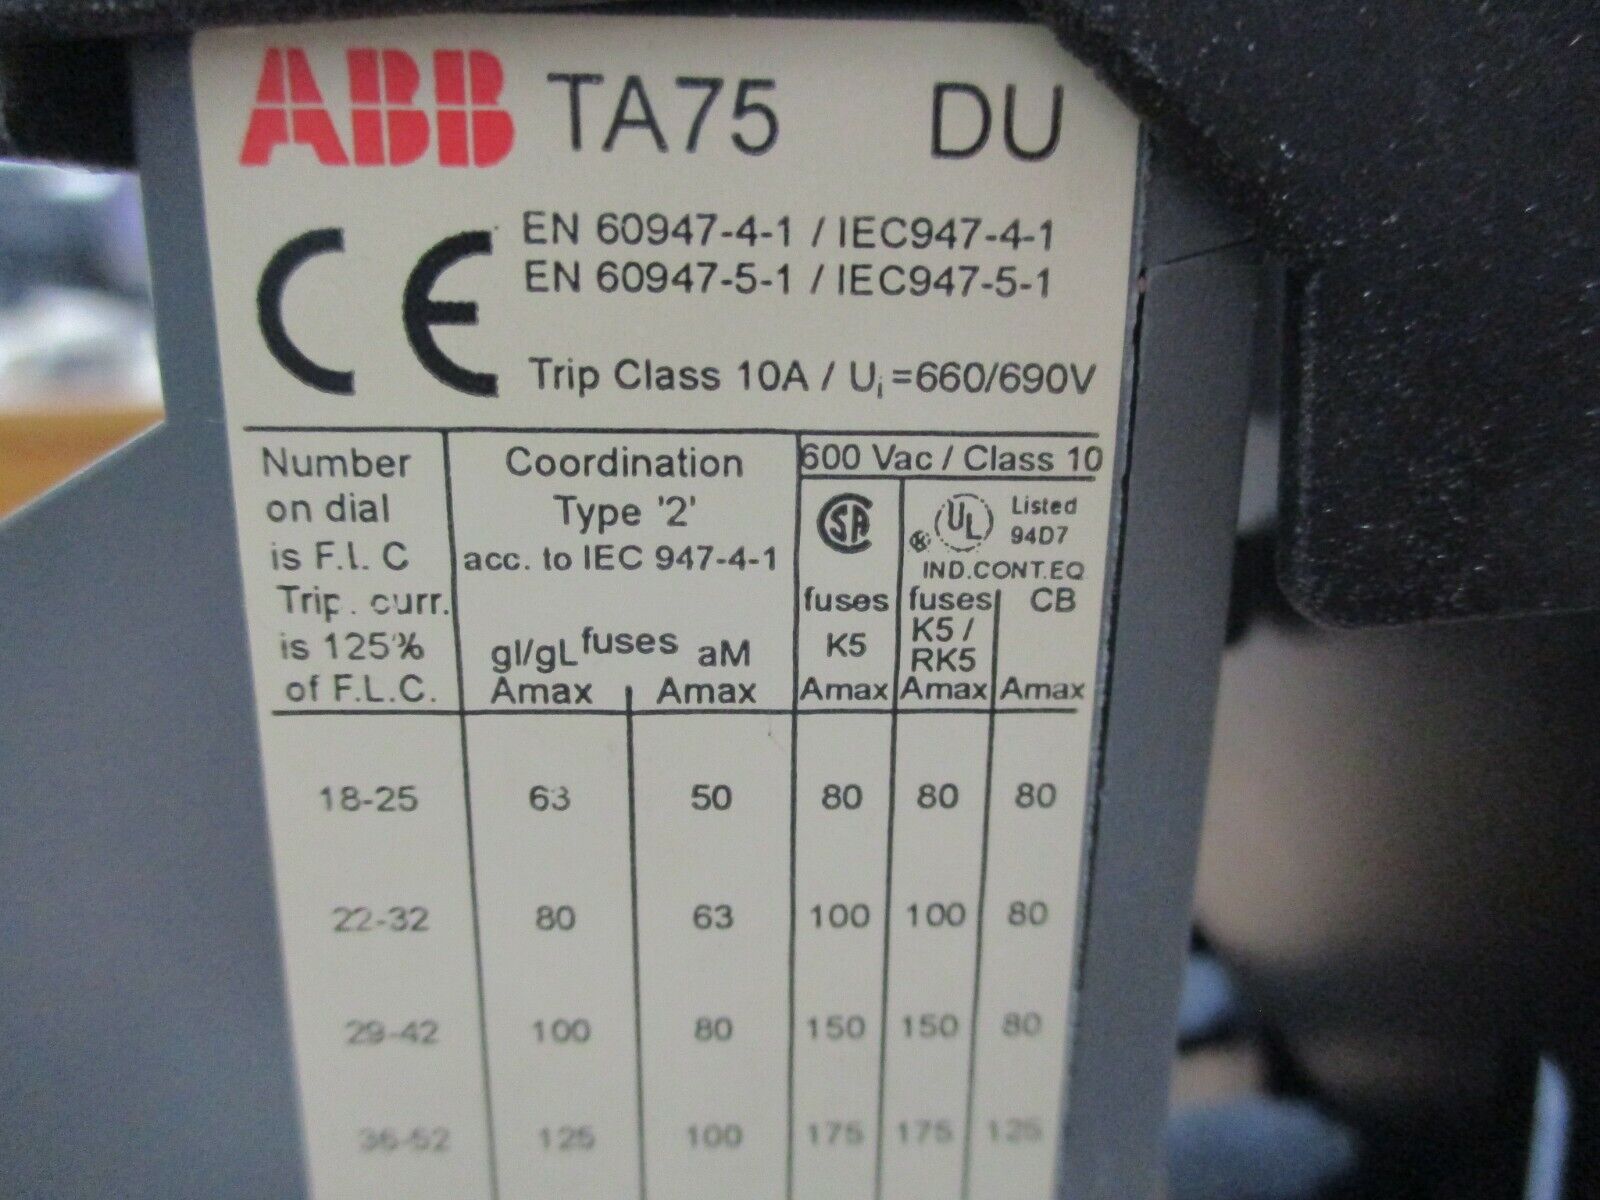 ABB TA75 DU
CE
EN 60947-4-1 / IEC947-4-1
EN 60947-5-1 / IEC947-5-1
Trip Class 10A / Ui=660/690V
Number on dial is F.I. C Trip. curr. is 125% of F.L.C.
Coordination
Type '2'
acc. to IEC 947-4-1
gI/gL fuses aM
Amax Amax
600 Vac / Class 10
SA
UL Listed
94D7
IND.CONT.EQ
fuses fuses CB
K5 K5 /
RK5
Amax Amax Amax
18-25 63 50 80 80 80
22-32 80 63 100 100 80
29-42 100 80 150 150 80
36-52 125 100 175 175 125